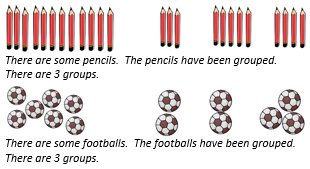 There are some pencils.  The pencils have been grouped.
There are 3 groups.
There are some footballs.  The footballs have been grouped.
There are 3 groups.